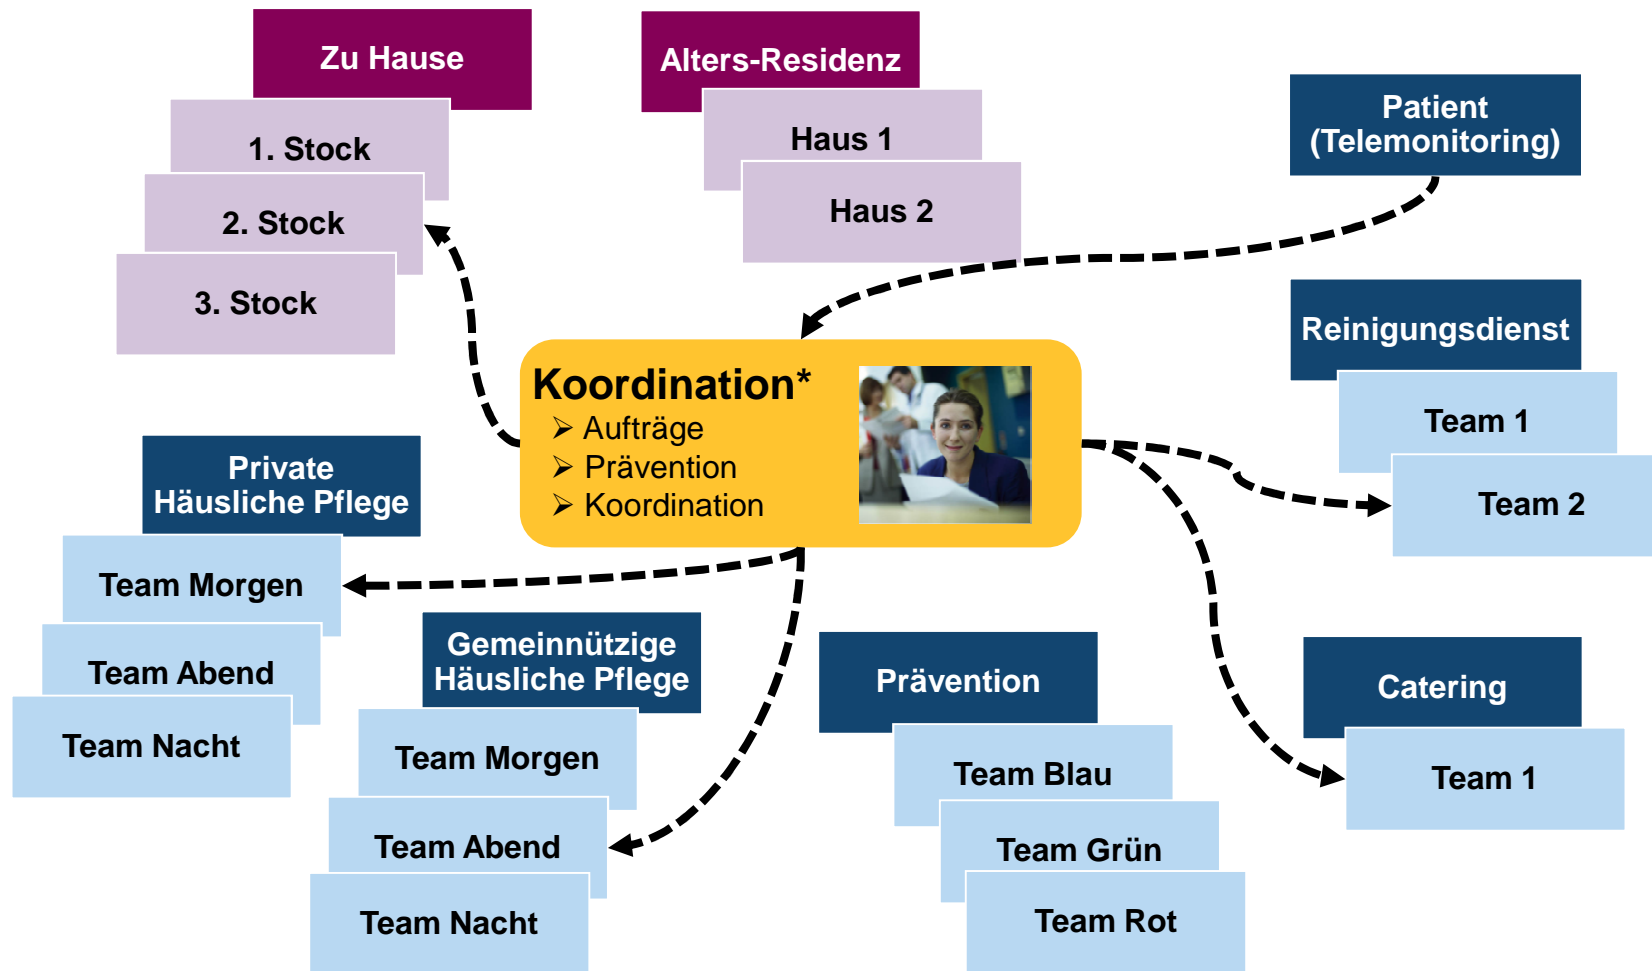 Zu Hause
1. Stock
2. Stock
3. Stock
Alters-Residenz
Haus 1
Haus 2
Patient
(Telemonitoring)
Koordination*
➢ Aufträge
➢ Prävention
➢ Koordination
Reinigungsdienst
Team 1
Team 2
Private
Häusliche Pflege
Team Morgen
Team Abend
Team Nacht
Gemeinnützige
Häusliche Pflege
Team Morgen
Team Abend
Team Nacht
Prävention
Team Blau
Team Grün
Team Rot
Catering
Team 1